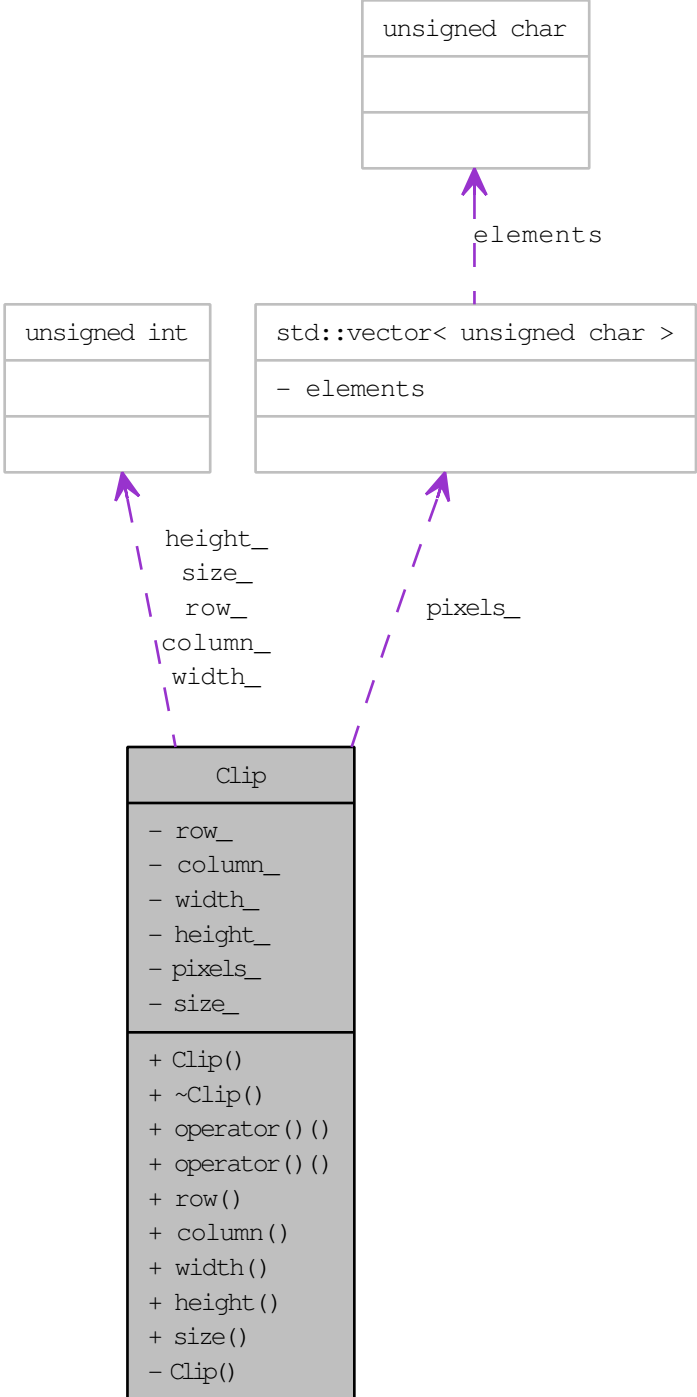 unsigned char
elements
unsigned int
std::vector< unsigned char >
- elements
height_
size_
row_
column_
width_
pixels_
Clip
- row_
- column_
- width_
- height_
- pixels_
- size_
+ Clip()
+ ~Clip()
+ operator()()
+ operator()()
+ row()
+ column()
+ width()
+ height()
+ size()
- Clip()